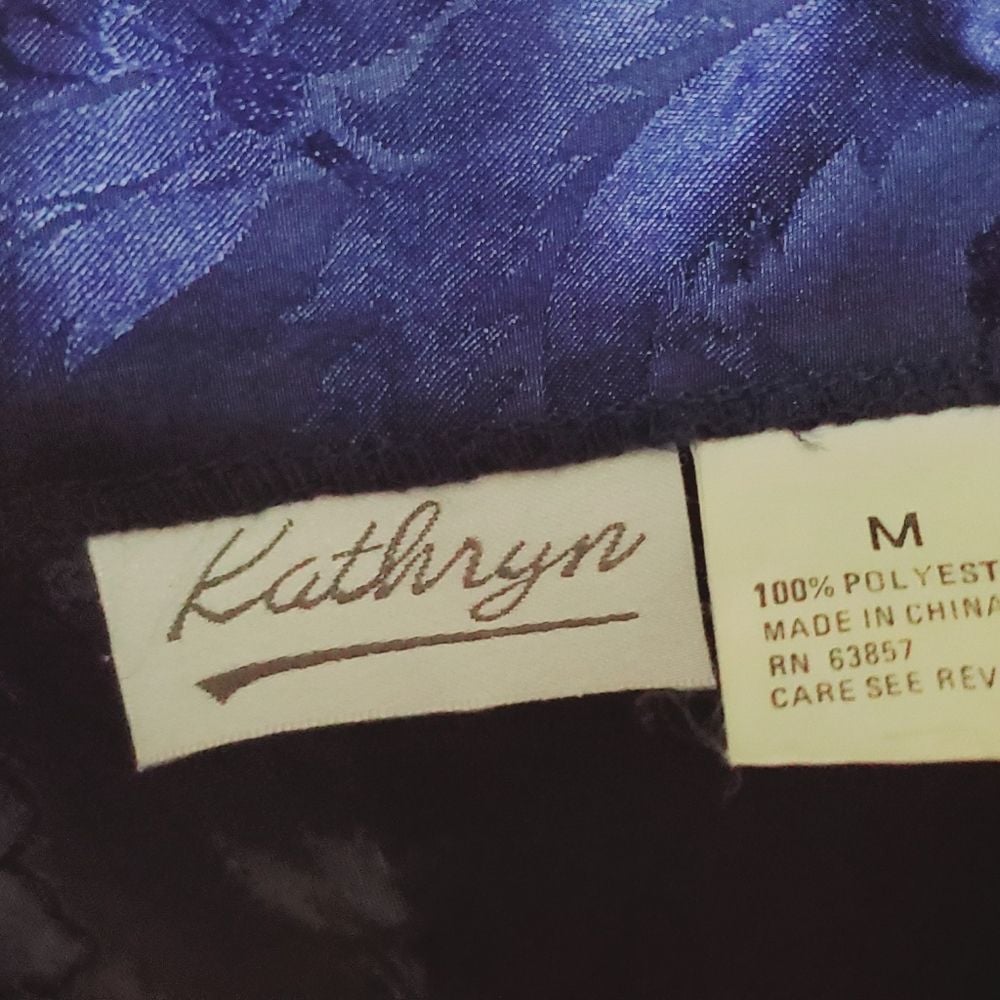 Kathryn
M
100% POLYEST
MADE IN CHINA
RN 63857
CARE SEE REV